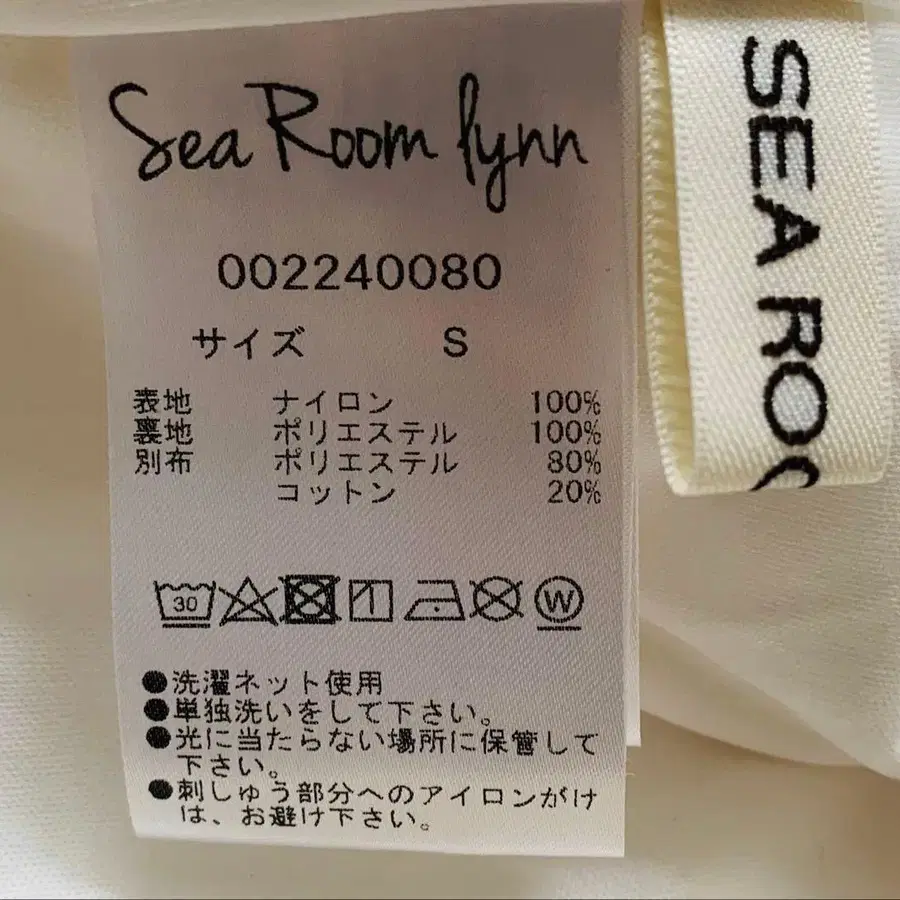 Sea Room lynn
002240080
サイズ S
表地 ナイロン 100%
裏地 ポリエステル 100%
別布 ポリエステル 80%
コットン 20%
30
W
●洗濯ネット使用
●単独洗いをして下さい。
●光に当たらない場所に保管して
下さい。
●刺しゅう部分へのアイロンがけ
は、お避け下さい。
SEA ROO